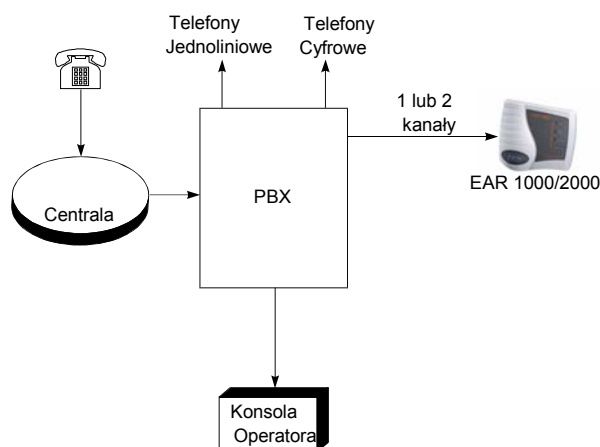 Telefony
Jednoliniowe
Telefony
Cyfrowe
1 lub 2
kanały
EAR 1000/2000
Centrala
PBX
Konsola
Operatora